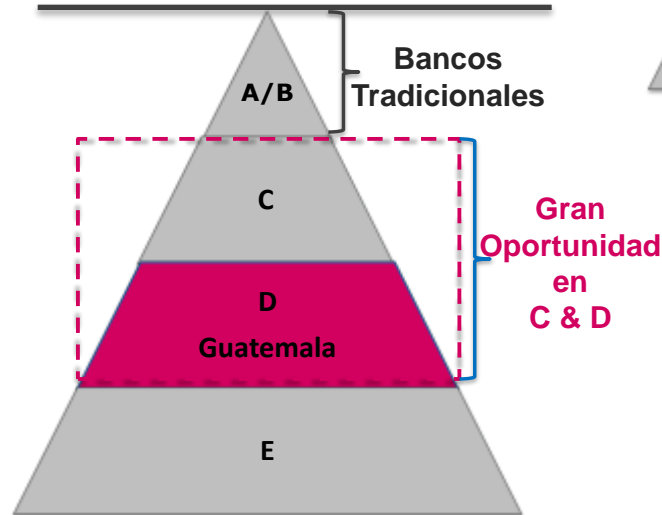 A/B
Bancos
Tradicionales
C
Gran
Oportunidad
en
C & D
D
Guatemala
E